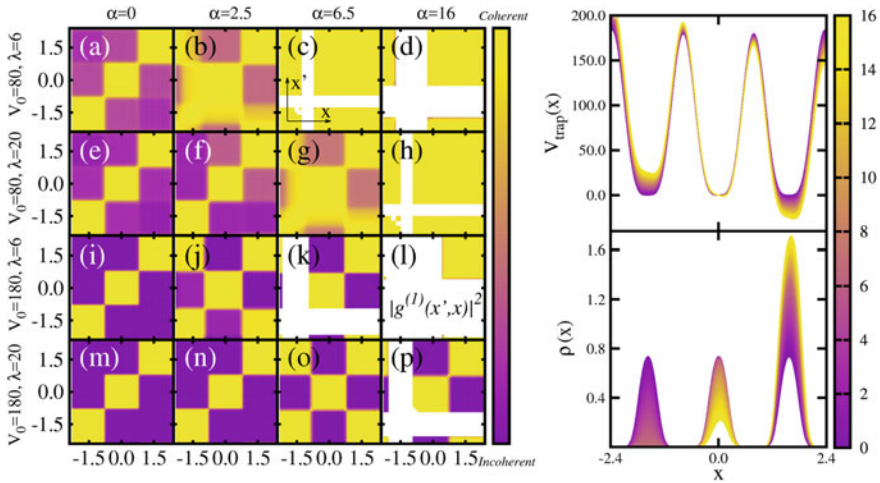 α=0 α=2.5 α=6.5 α=16 Coherent
V₀=80, λ=6
(a) (b) (c) (d)
1.5
0.0
-1.5
x'
x
V₀=80, λ=20
(e) (f) (g) (h)
1.5
0.0
-1.5
V₀=180, λ=6
(i) (j) (k) (l)
1.5
0.0
-1.5
|g⁽¹⁾(x',x)|²
V₀=180, λ=20
(m) (n) (o) (p)
1.5
0.0
-1.5
-1.5 0.0 1.5 -1.5 0.0 1.5 -1.5 0.0 1.5 -1.5 0.0 1.5 Incoherent
V_trap(x)
200.0
150.0
100.0
50.0
0.0
ρ(x)
1.6
1.2
0.8
0.4
-2.4 0.0 2.4
x
16
14
12
10
8
6
4
2
0